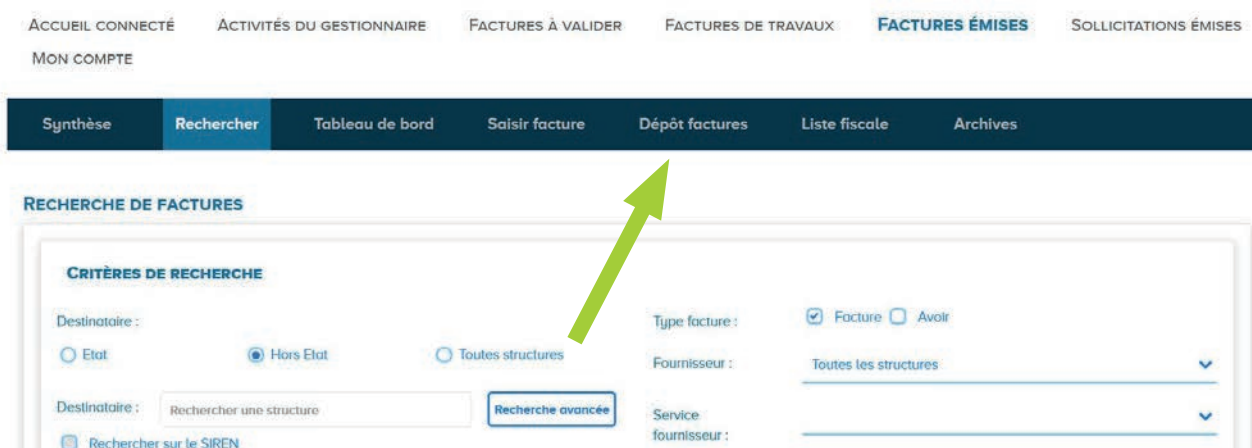 ACCUEIL CONNECTÉ ACTIVITÉS DU GESTIONNAIRE FACTURES À VALIDER FACTURES DE TRAVAUX FACTURES ÉMISES SOLLICITATIONS ÉMISES
MON COMPTE
Synthèse Rechercher Tableau de bord Saisir facture Dépôt factures Liste fiscale Archives
RECHERCHE DE FACTURES
CRITÈRES DE RECHERCHE
Destinataire : Type facture : Facture Avoir
Etat Hors Etat Toutes structures
Fournisseur : Toutes les structures
Destinataire : Rechercher une structure Recherche avancée
Service
fournisseur :
Rechercher sur le SIREN